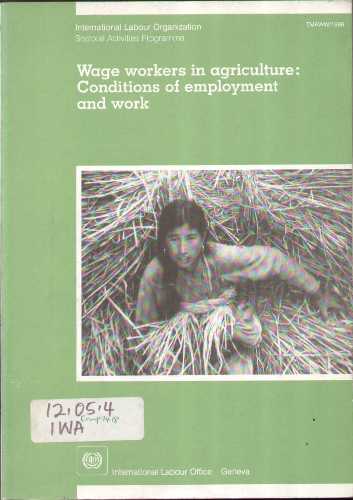 International Labour Organization
Sectoral Activities Programme
TMAWW/1996
Wage workers in agriculture:
Conditions of employment
and work
12.05.4
IWA
International Labour Office Geneva